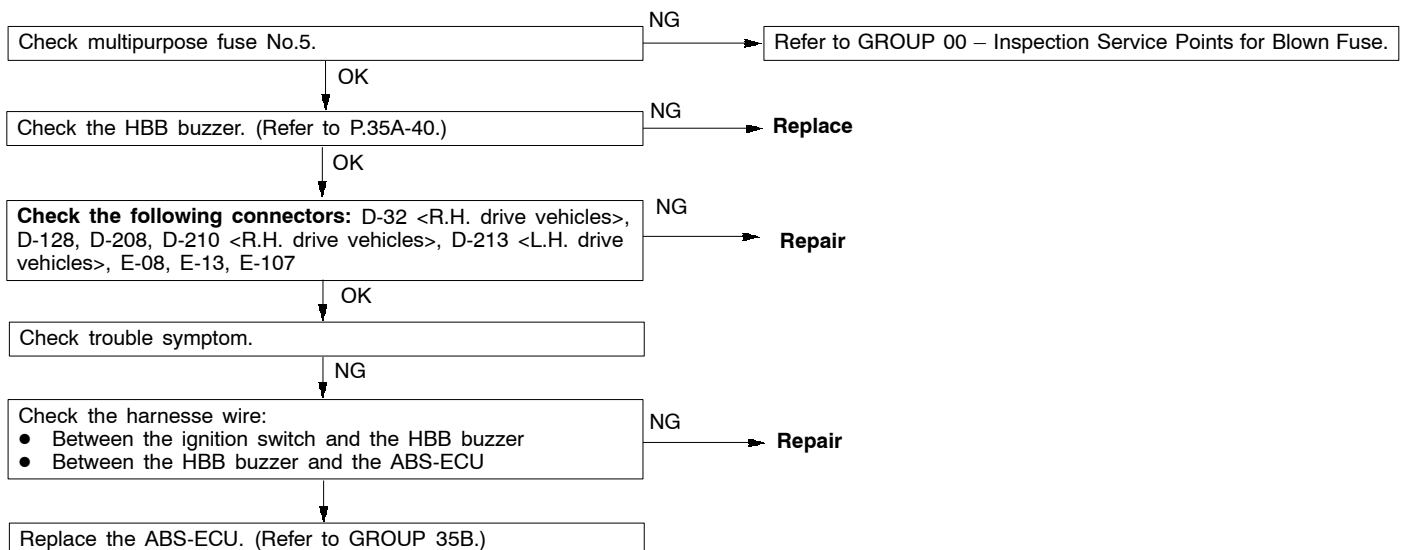 NG
Check multipurpose fuse No.5.
Refer to GROUP 00 – Inspection Service Points for Blown Fuse.
OK
NG
Check the HBB buzzer. (Refer to P.35A-40.)
Replace
OK
NG
Check the following connectors: D-32 <R.H. drive vehicles>,
D-128, D-208, D-210 <R.H. drive vehicles>, D-213 <L.H. drive
vehicles>, E-08, E-13, E-107
Repair
OK
Check trouble symptom.
NG
Check the harnesse wire:
● Between the ignition switch and the HBB buzzer
● Between the HBB buzzer and the ABS-ECU
NG
Repair
Replace the ABS-ECU. (Refer to GROUP 35B.)